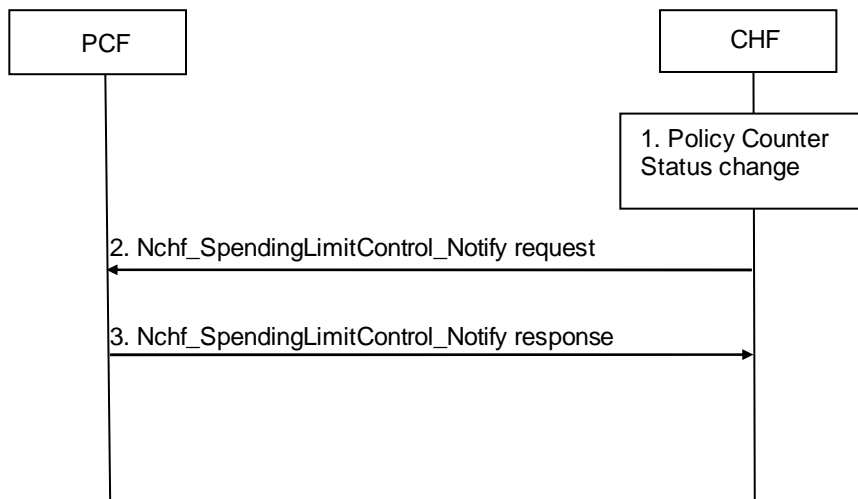 PCF
CHF
1. Policy Counter
Status change
2. Nchf_SpendingLimitControl_Notify request
3. Nchf_SpendingLimitControl_Notify response